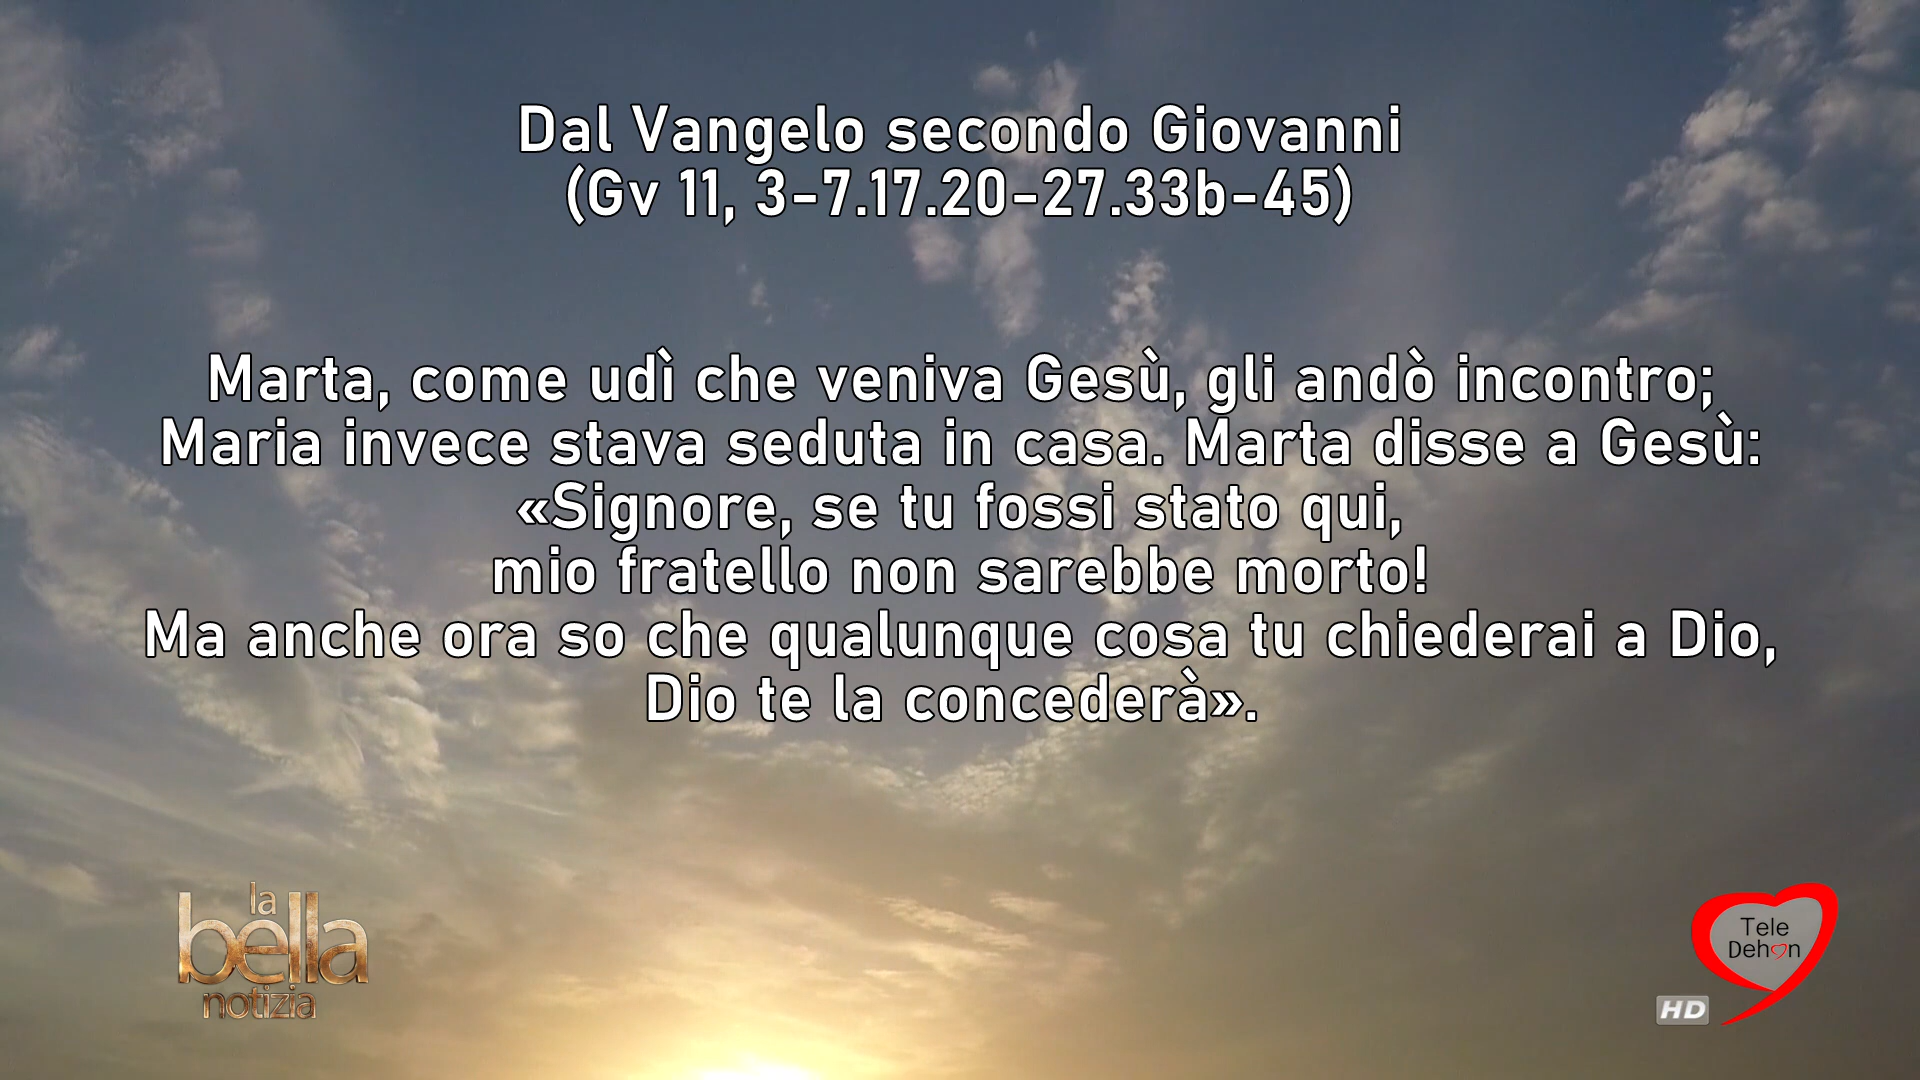 Dal Vangelo secondo Giovanni
(Gv 11, 3-7.17.20-27.33b-45)
Marta, come udì che veniva Gesù, gli andò incontro;
Maria invece stava seduta in casa. Marta disse a Gesù:
«Signore, se tu fossi stato qui,
mio fratello non sarebbe morto!
Ma anche ora so che qualunque cosa tu chiederai a Dio,
Dio te la concederà».
la
bella
notizia
Tele
Dehon
HD